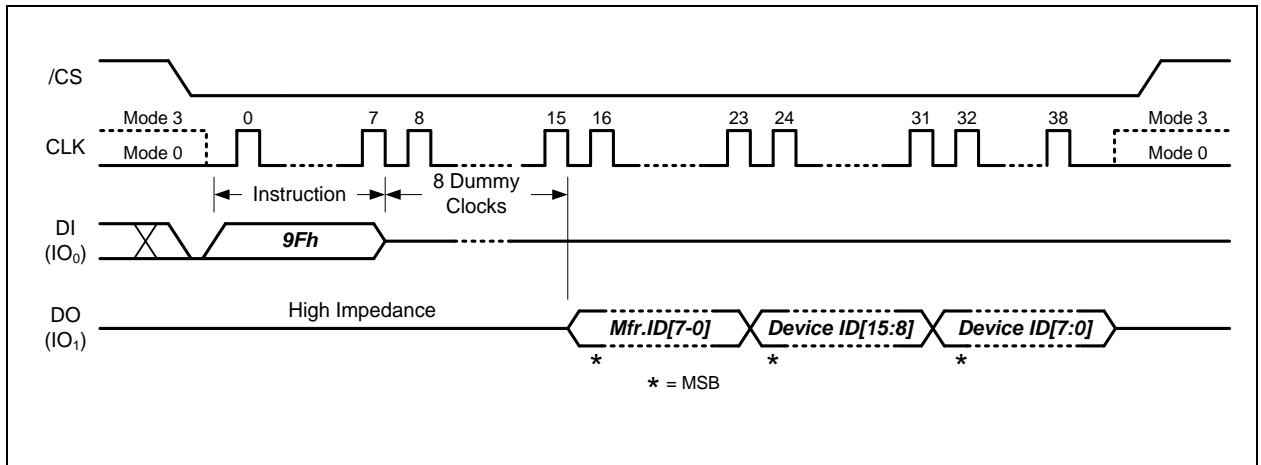 /CS
Mode 3 0 7 8 15 16 23 24 31 32 38 Mode 3
CLK
Mode 0 Mode 0
Instruction
8 Dummy
Clocks
DI
(IO0)
9Fh
High Impedance
DO
(IO1)
Mfr.ID[7-0] Device ID[15:8] Device ID[7:0]
* * *
* = MSB